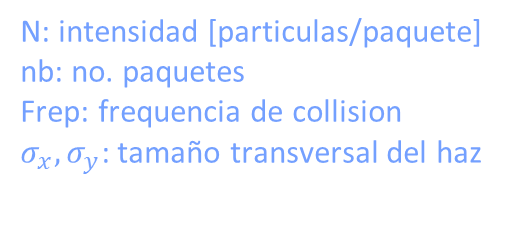 N: intensidad [particulas/paquete]
nb: no. paquetes
Frep: frequencia de collision
σx, σy: tamaño transversal del haz